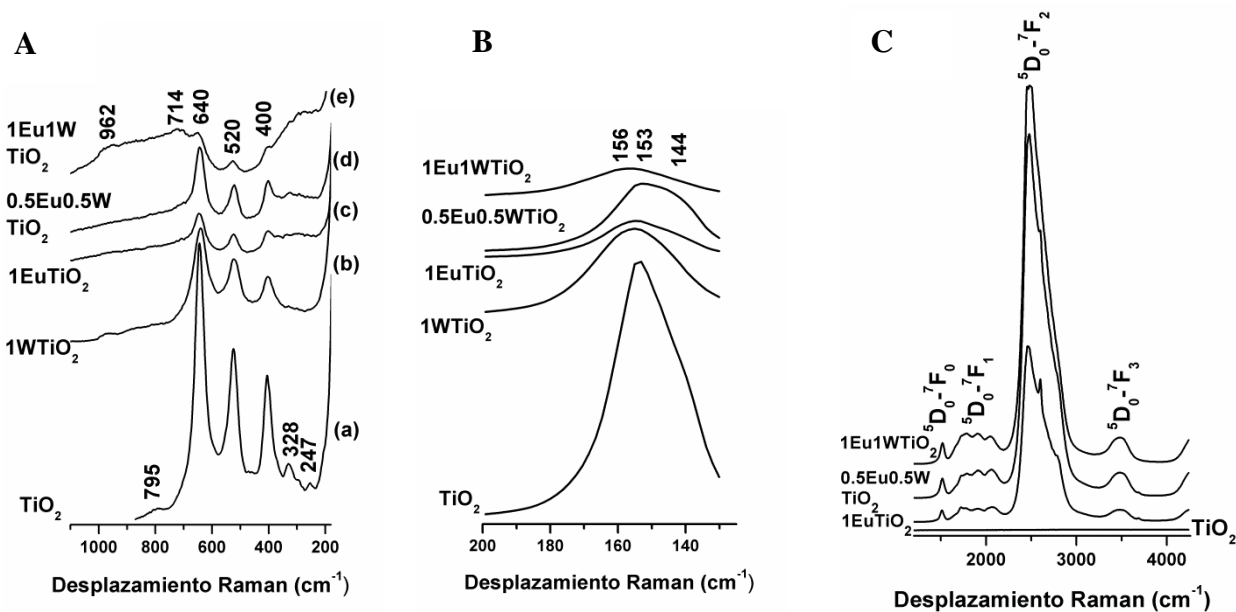 A
962
714
640
520
400
(e)
1Eu1W
TiO2
(d)
0.5Eu0.5W
TiO2
(c)
1EuTiO2
(b)
1WTiO2
(a)
328
247
795
TiO2
1000 800 600 400 200
Desplazamiento Raman (cm-1)
B
156 153 144
1Eu1WTiO2
0.5Eu0.5WTiO2
1EuTiO2
1WTiO2
TiO2
200 180 160 140
Desplazamiento Raman (cm-1)
C
5D0-7F2
5D0-7F0
5D0-7F1
5D0-7F3
1Eu1WTiO2
0.5Eu0.5W
TiO2
1EuTiO2
TiO2
2000 3000 4000
Desplazamiento Raman (cm-1)